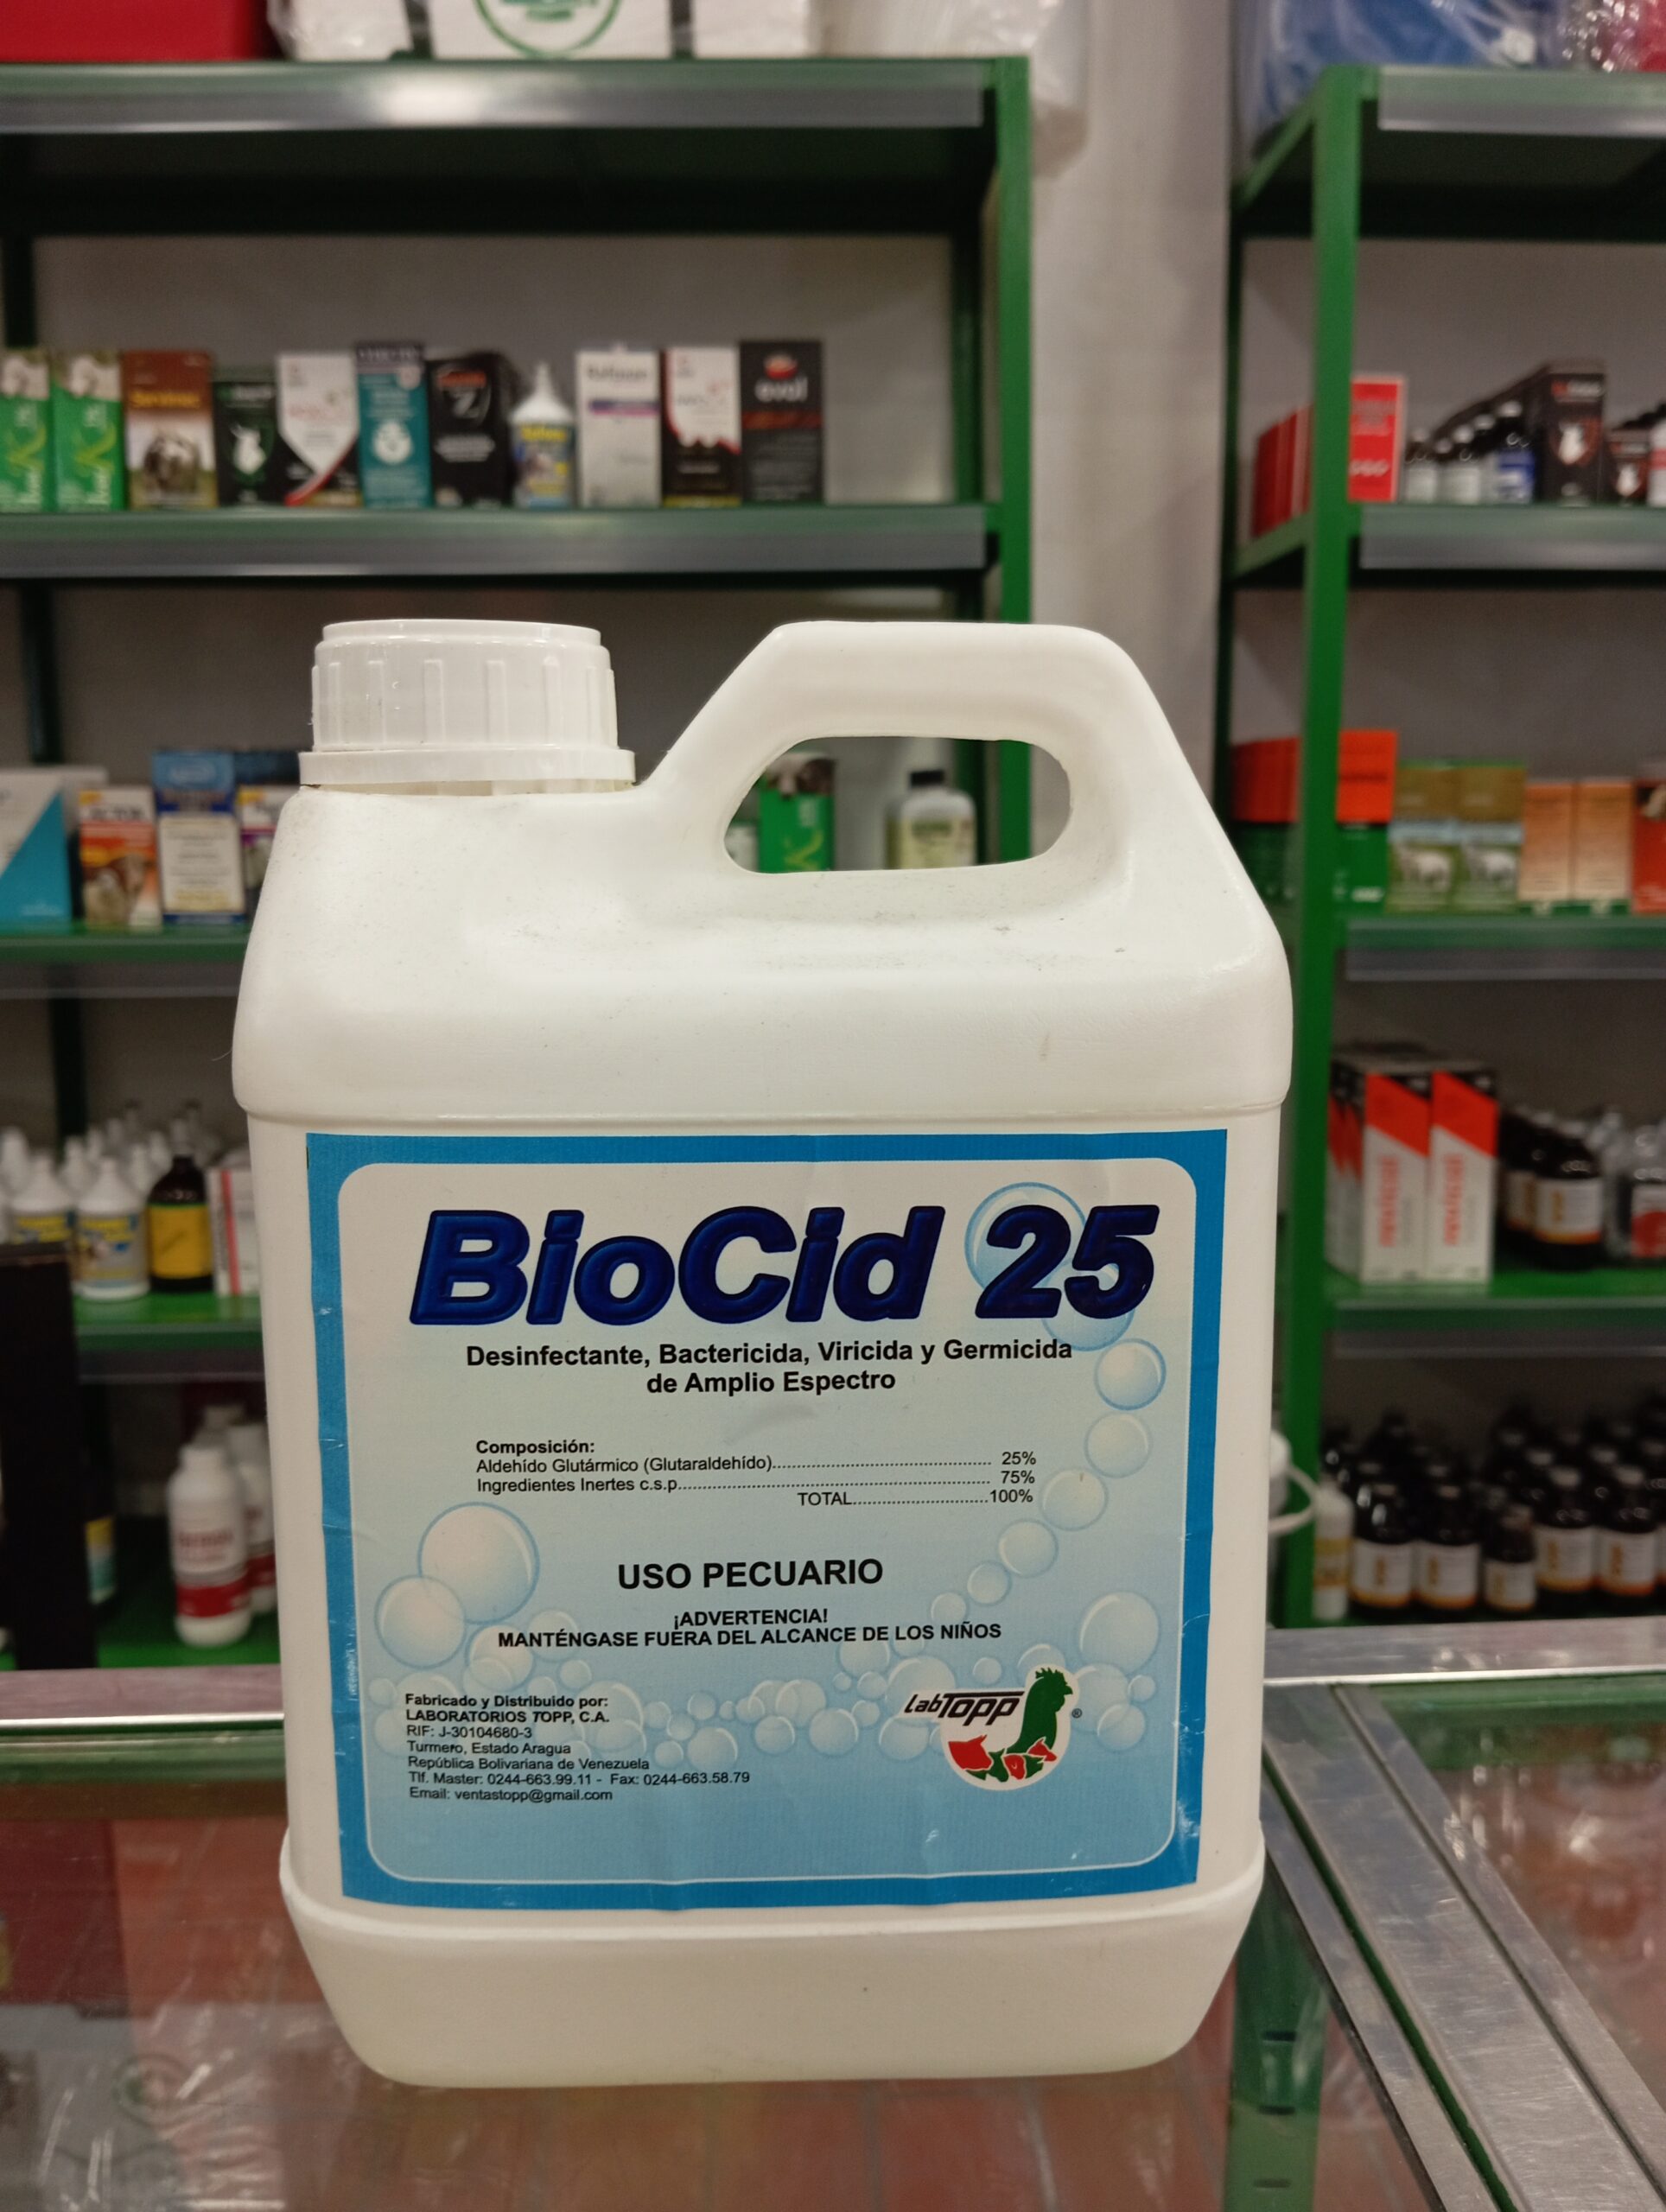 BioCid 25
Desinfectante, Bactericida, Viricida y Germicida
de Amplio Espectro
Composición:
Aldehído Glutármico (Glutaraldehído)........................................ 25%
Ingredientes Inertes c.s.p......................................................... 75%
TOTAL.........................100%
USO PECUARIO
¡ADVERTENCIA!
MANTÉNGASE FUERA DEL ALCANCE DE LOS NIÑOS
Fabricado y Distribuido por:
LABORATORIOS TOPP, C.A.
RIF: J-30104680-3
Turmero, Estado Aragua
República Bolivariana de Venezuela
Tlf. Master: 0244-663.99.11 - Fax: 0244-663.58.79
Email: ventastopp@gmail.com
LabTopp ®